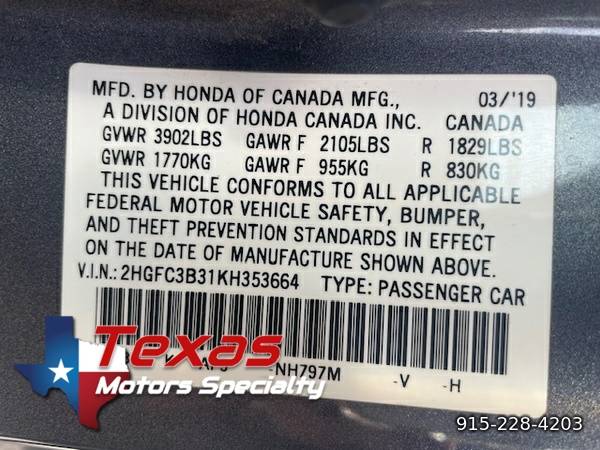 MFD. BY HONDA OF CANADA MFG., 03/'19
A DIVISION OF HONDA CANADA INC. CANADA
GVWR 3902LBS GAWR F 2105LBS R 1829LBS
GVWR 1770KG GAWR F 955KG R 830KG
THIS VEHICLE CONFORMS TO ALL APPLICABLE
FEDERAL MOTOR VEHICLE SAFETY, BUMPER,
AND THEFT PREVENTION STANDARDS IN EFFECT
ON THE DATE OF MANUFACTURE SHOWN ABOVE.
V.I.N.: 2HGFC3B31KH353664 TYPE: PASSENGER CAR
NH797M -V -H
Texas
Motors Specialty
915-228-4203